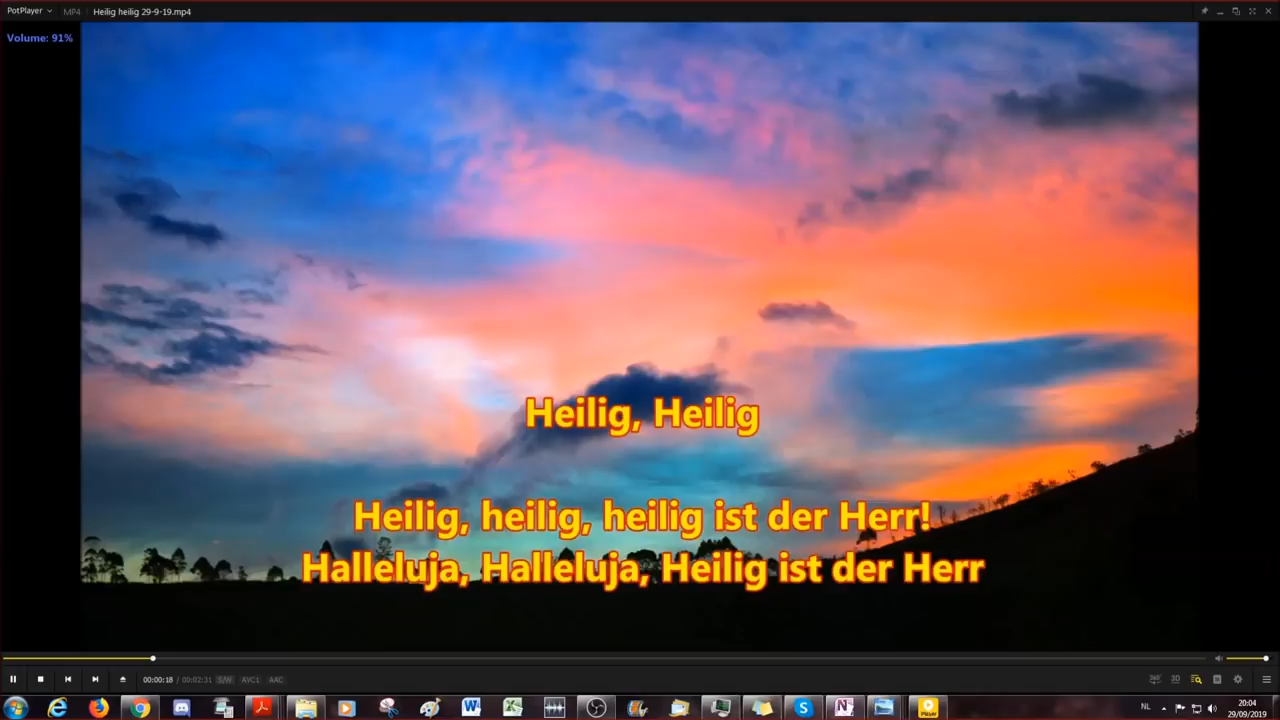 PotPlayer MP4 Heilig heilig 29-9-19.mp4
Volume: 91%
Heilig, Heilig
Heilig, heilig, heilig ist der Herr!
Halleluja, Halleluja, Heilig ist der Herr
00:00:18 / 00:02:31 S/W AVC1 AAC
360° 3D
NL 20:04
29/09/2019